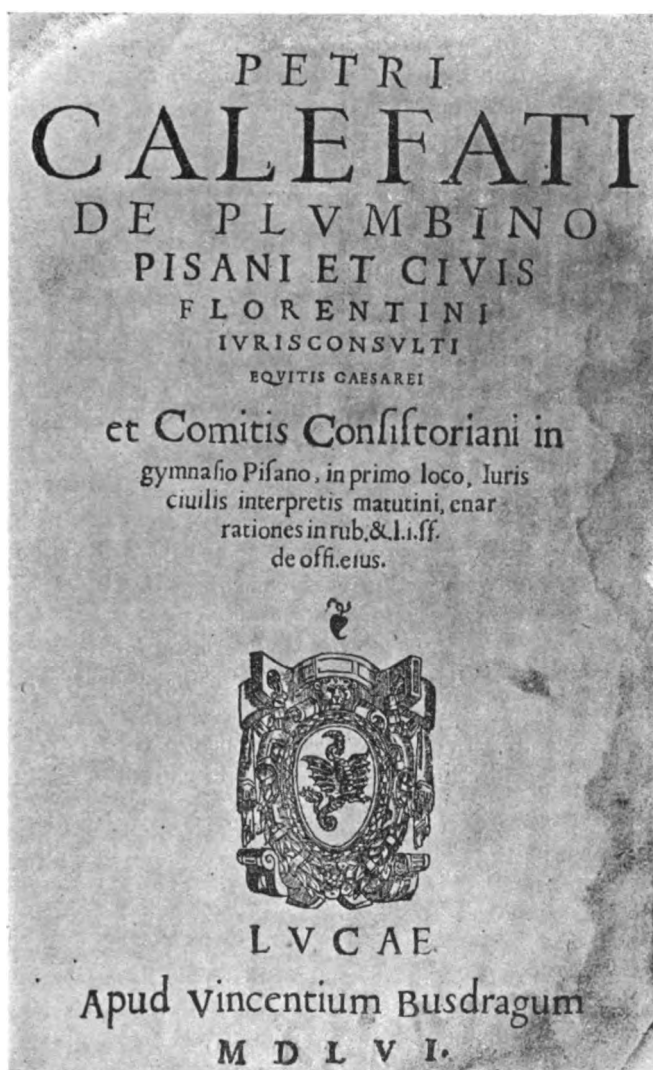 PETRI
CALEFATI
DE PLVMBINO
PISANI ET CIVIS
FLORENTINI
IVRISCONSVLTI
EQVITIS CAESAREI
et Comitis Conſiſtoriani in
gymnaſio Piſano, in primo loco, Iuris
ciuilis interpretis matutini, enar
rationes in rub.&.l.i.ff.
de offi.eius.
LVCAE
Apud Vincentium Busdragum
MDLVI.